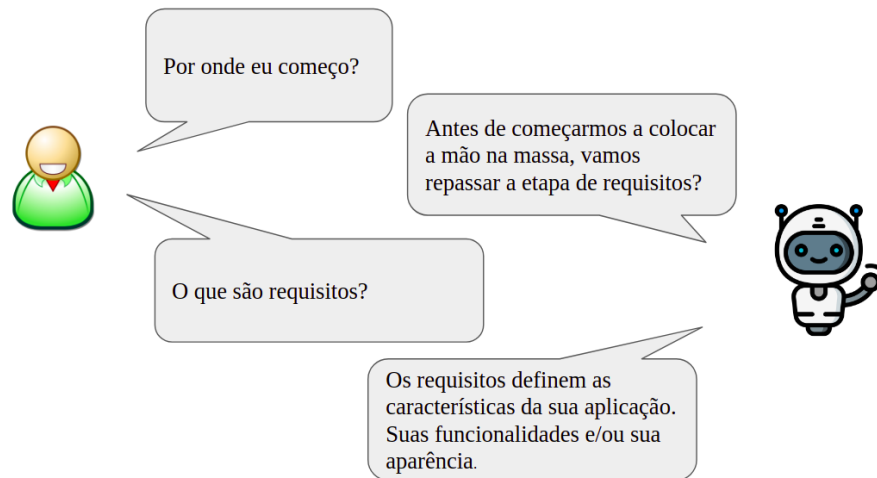 Por onde eu começo?
Antes de começarmos a colocar
a mão na massa, vamos
repassar a etapa de requisitos?
O que são requisitos?
Os requisitos definem as
características da sua aplicação.
Suas funcionalidades e/ou sua
aparência.